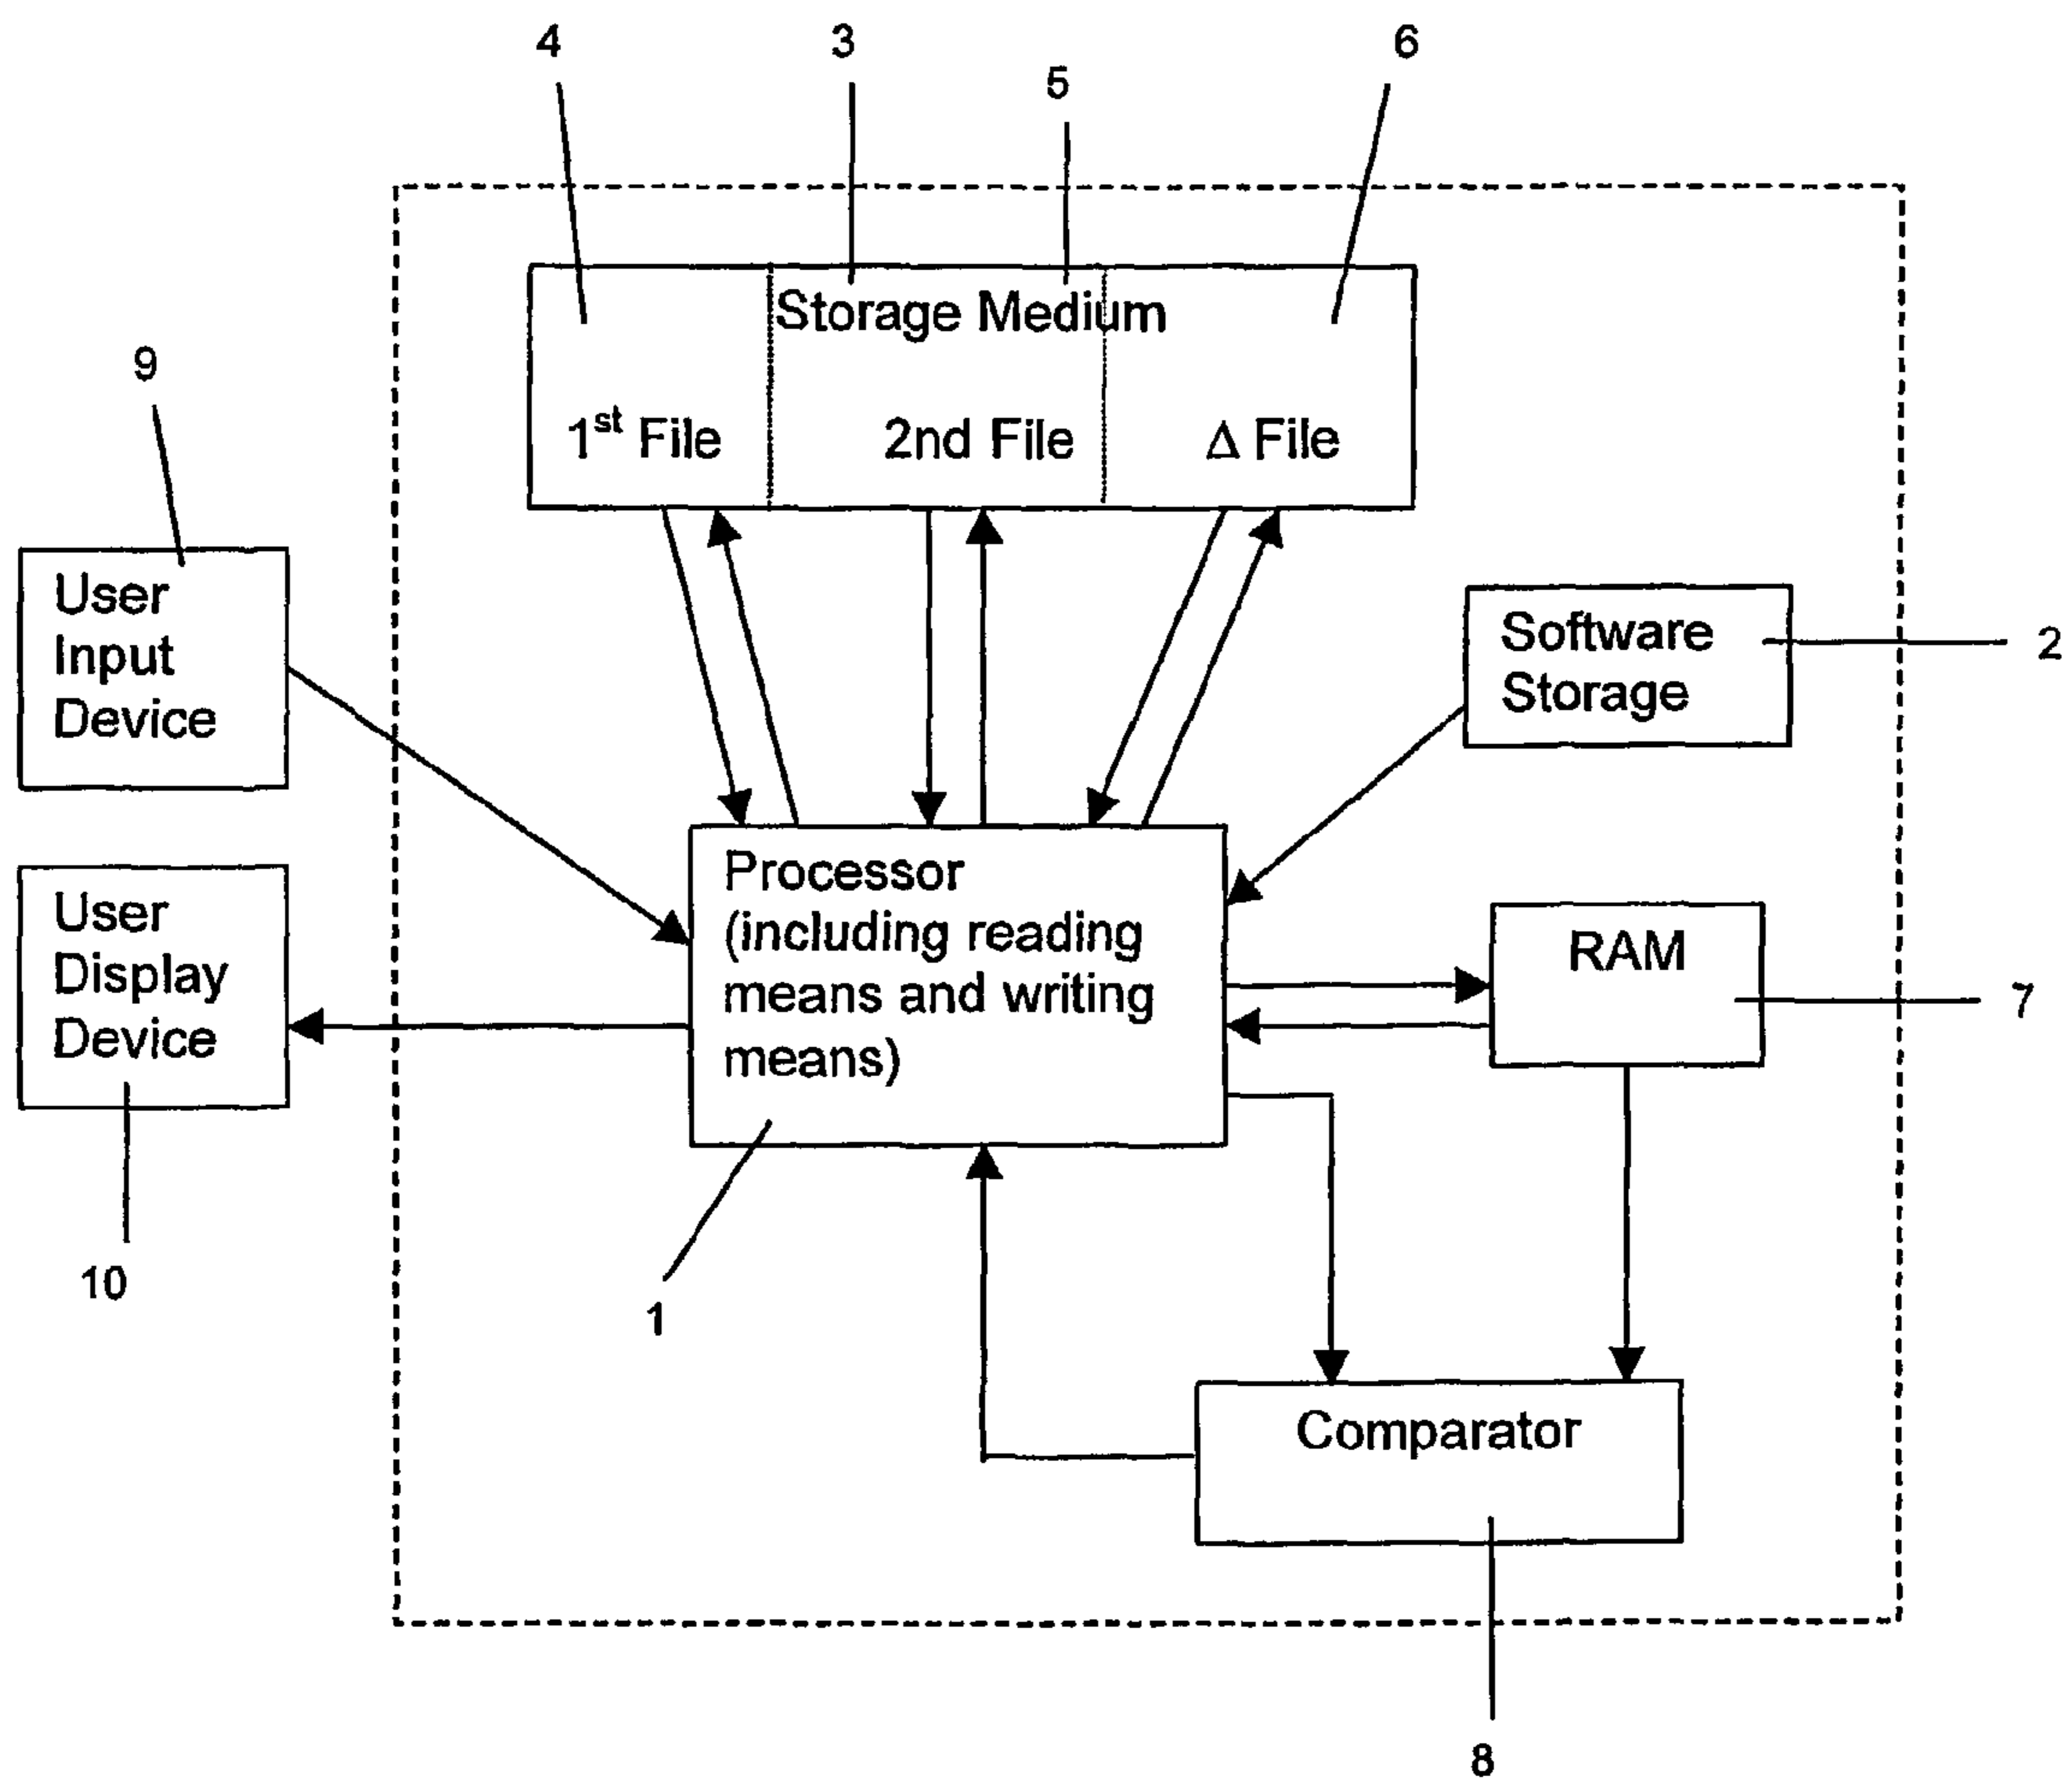 4
3
5
6
Storage Medium
1st File
2nd File
Δ File
9
User
Input
Device
Software
Storage
2
User
Display
Device
10
Processor
(including reading
means and writing
means)
1
RAM
7
Comparator
8